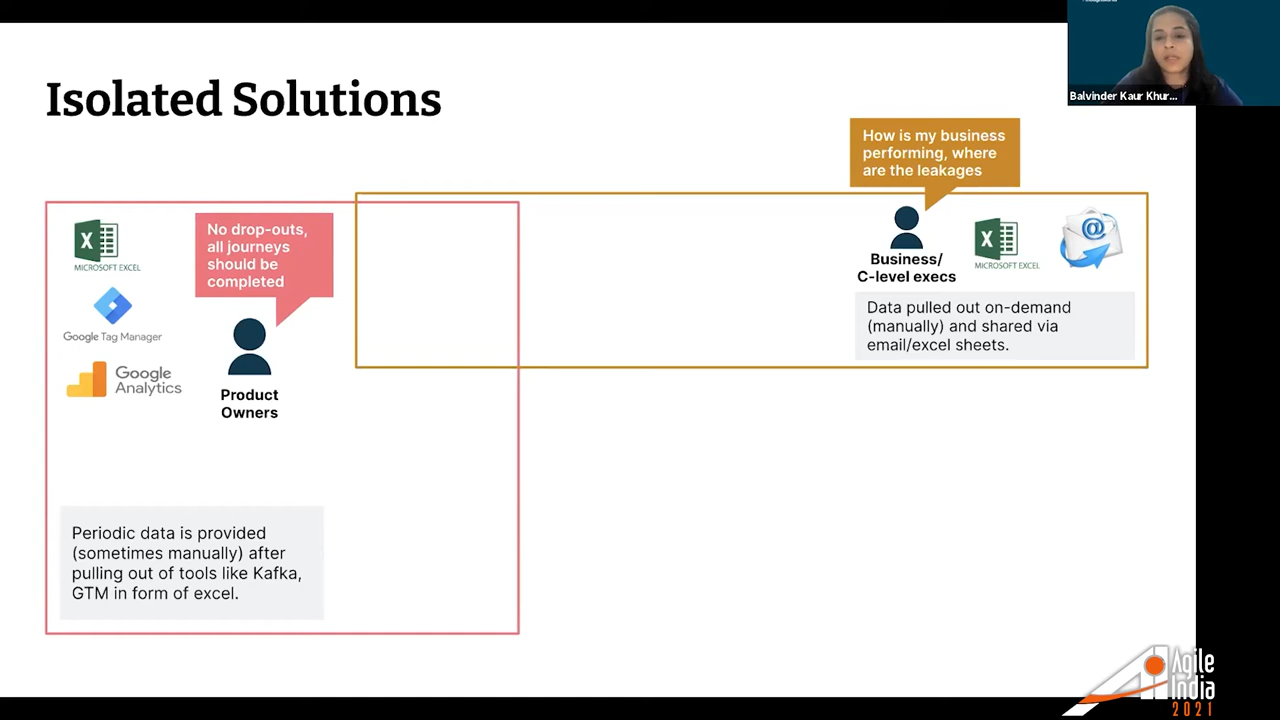 Isolated Solutions
Balvinder Kaur Khur...
How is my business
performing, where
are the leakages
X
MICROSOFT EXCEL
No drop-outs,
all journeys
should be
completed
Google Tag Manager
Google
Analytics
Product
Owners
Periodic data is provided
(sometimes manually) after
pulling out of tools like Kafka,
GTM in form of excel.
Business/
C-level execs
X
MICROSOFT EXCEL
@
Data pulled out on-demand
(manually) and shared via
email/excel sheets.
Agile
India
2021